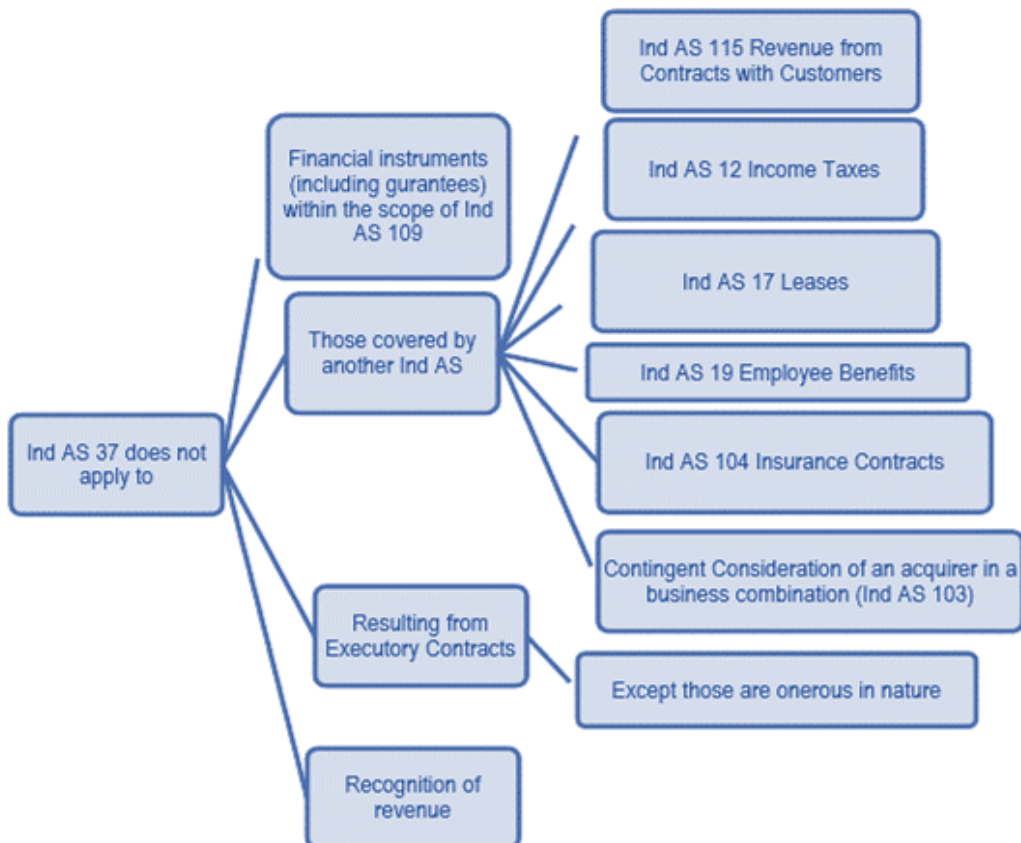 Ind AS 37 does not
apply to
Financial instruments
(including gurantees)
within the scope of Ind
AS 109
Those covered by
another Ind AS
Ind AS 115 Revenue from
Contracts with Customers
Ind AS 12 Income Taxes
Ind AS 17 Leases
Ind AS 19 Employee Benefits
Ind AS 104 Insurance Contracts
Contingent Consideration of an acquirer in a
business combination (Ind AS 103)
Resulting from
Executory Contracts
Except those are onerous in nature
Recognition of
revenue